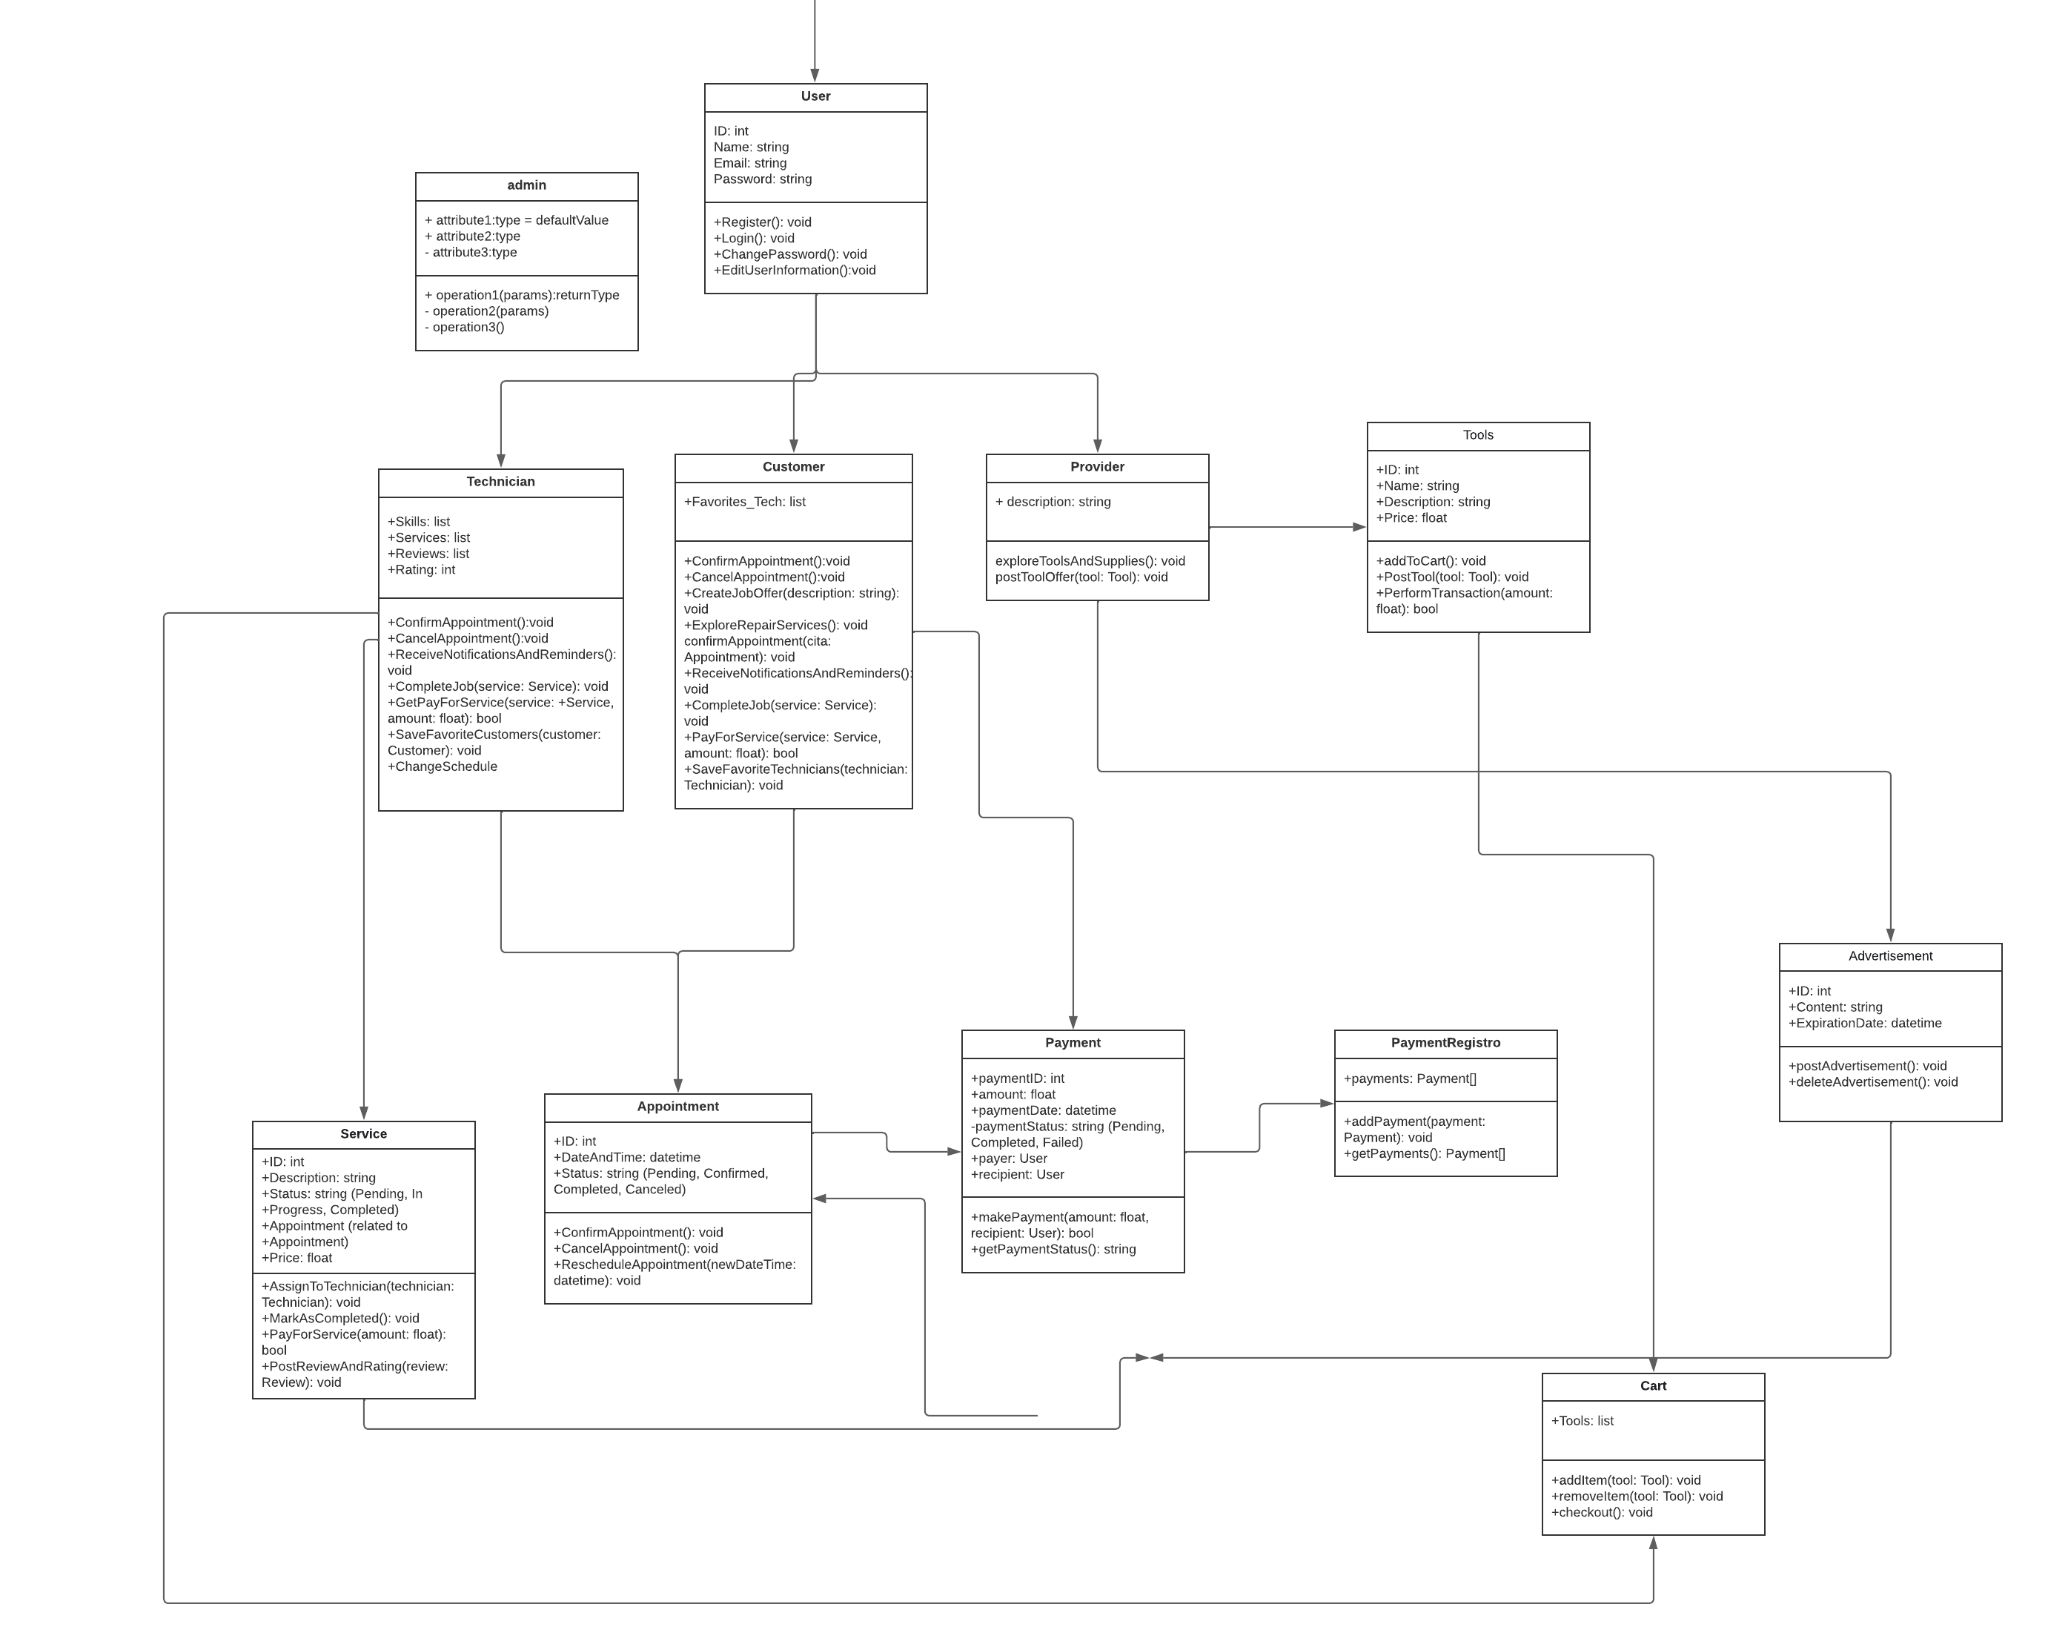 User
ID: int
Name: string
Email: string
Password: string
+Register(): void
+Login(): void
+ChangePassword(): void
+EditUserInformation():void
admin
+ attribute1:type = defaultValue
+ attribute2:type
- attribute3:type
+ operation1(params):returnType
- operation2(params)
- operation3()
Technician
+Skills: list
+Services: list
+Reviews: list
+Rating: int
+ConfirmAppointment():void
+CancelAppointment():void
+ReceiveNotificationsAndReminders():
void
+CompleteJob(service: Service): void
+GetPayForService(service: +Service,
amount: float): bool
+SaveFavoriteCustomers(customer:
Customer): void
+ChangeSchedule
Customer
+Favorites_Tech: list
+ConfirmAppointment():void
+CancelAppointment():void
+CreateJobOffer(description: string):
void
+ExploreRepairServices(): void
confirmAppointment(cita:
Appointment): void
+ReceiveNotificationsAndReminders():
void
+CompleteJob(service: Service):
void
+PayForService(service: Service,
amount: float): bool
+SaveFavoriteTechnicians(technician:
Technician): void
Provider
+ description: string
exploreToolsAndSupplies(): void
postToolOffer(tool: Tool): void
Tools
+ID: int
+Name: string
+Description: string
+Price: float
+addToCart(): void
+PostTool(tool: Tool): void
+PerformTransaction(amount:
float): bool
Advertisement
+ID: int
+Content: string
+ExpirationDate: datetime
+postAdvertisement(): void
+deleteAdvertisement(): void
Payment
+paymentID: int
+amount: float
+paymentDate: datetime
-paymentStatus: string (Pending,
Completed, Failed)
+payer: User
+recipient: User
+makePayment(amount: float,
recipient: User): bool
+getPaymentStatus(): string
PaymentRegistro
+payments: Payment[]
+addPayment(payment:
Payment): void
+getPayments(): Payment[]
Appointment
+ID: int
+DateAndTime: datetime
+Status: string (Pending, Confirmed,
Completed, Canceled)
+ConfirmAppointment(): void
+CancelAppointment(): void
+RescheduleAppointment(newDateTime:
datetime): void
Service
+ID: int
+Description: string
+Status: string (Pending, In
+Progress, Completed)
+Appointment (related to
+Appointment)
+Price: float
+AssignToTechnician(technician:
Technician): void
+MarkAsCompleted(): void
+PayForService(amount: float):
bool
+PostReviewAndRating(review:
Review): void
Cart
+Tools: list
+addItem(tool: Tool): void
+removeItem(tool: Tool): void
+checkout(): void